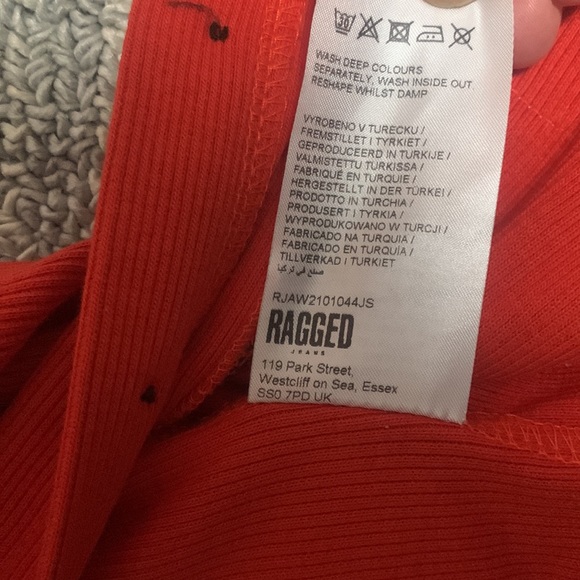 30
WASH DEEP COLOURS
SEPARATELY, WASH INSIDE OUT
RESHAPE WHILST DAMP
VYROBENO V TURECKU /
FREMSTILLET I TYRKIET /
GEPRODUCEERD IN TURKIJE /
VALMISTETTU TURKISSA /
FABRIQUÉ EN TURQUIE /
HERGESTELLT IN DER TÜRKEI /
PRODOTTO IN TURCHIA /
PRODUSERT I TYRKIA /
WYPRODUKOWANO W TURCJI /
FABRICADO NA TURQUIA /
FABRICADO EN TURQUÍA /
TILLVERKAD I TURKIET
صنع في تركيا
RJAW2101044JS
RAGGED
JEANS
119 Park Street,
Westcliff on Sea, Essex
SS0 7PD UK